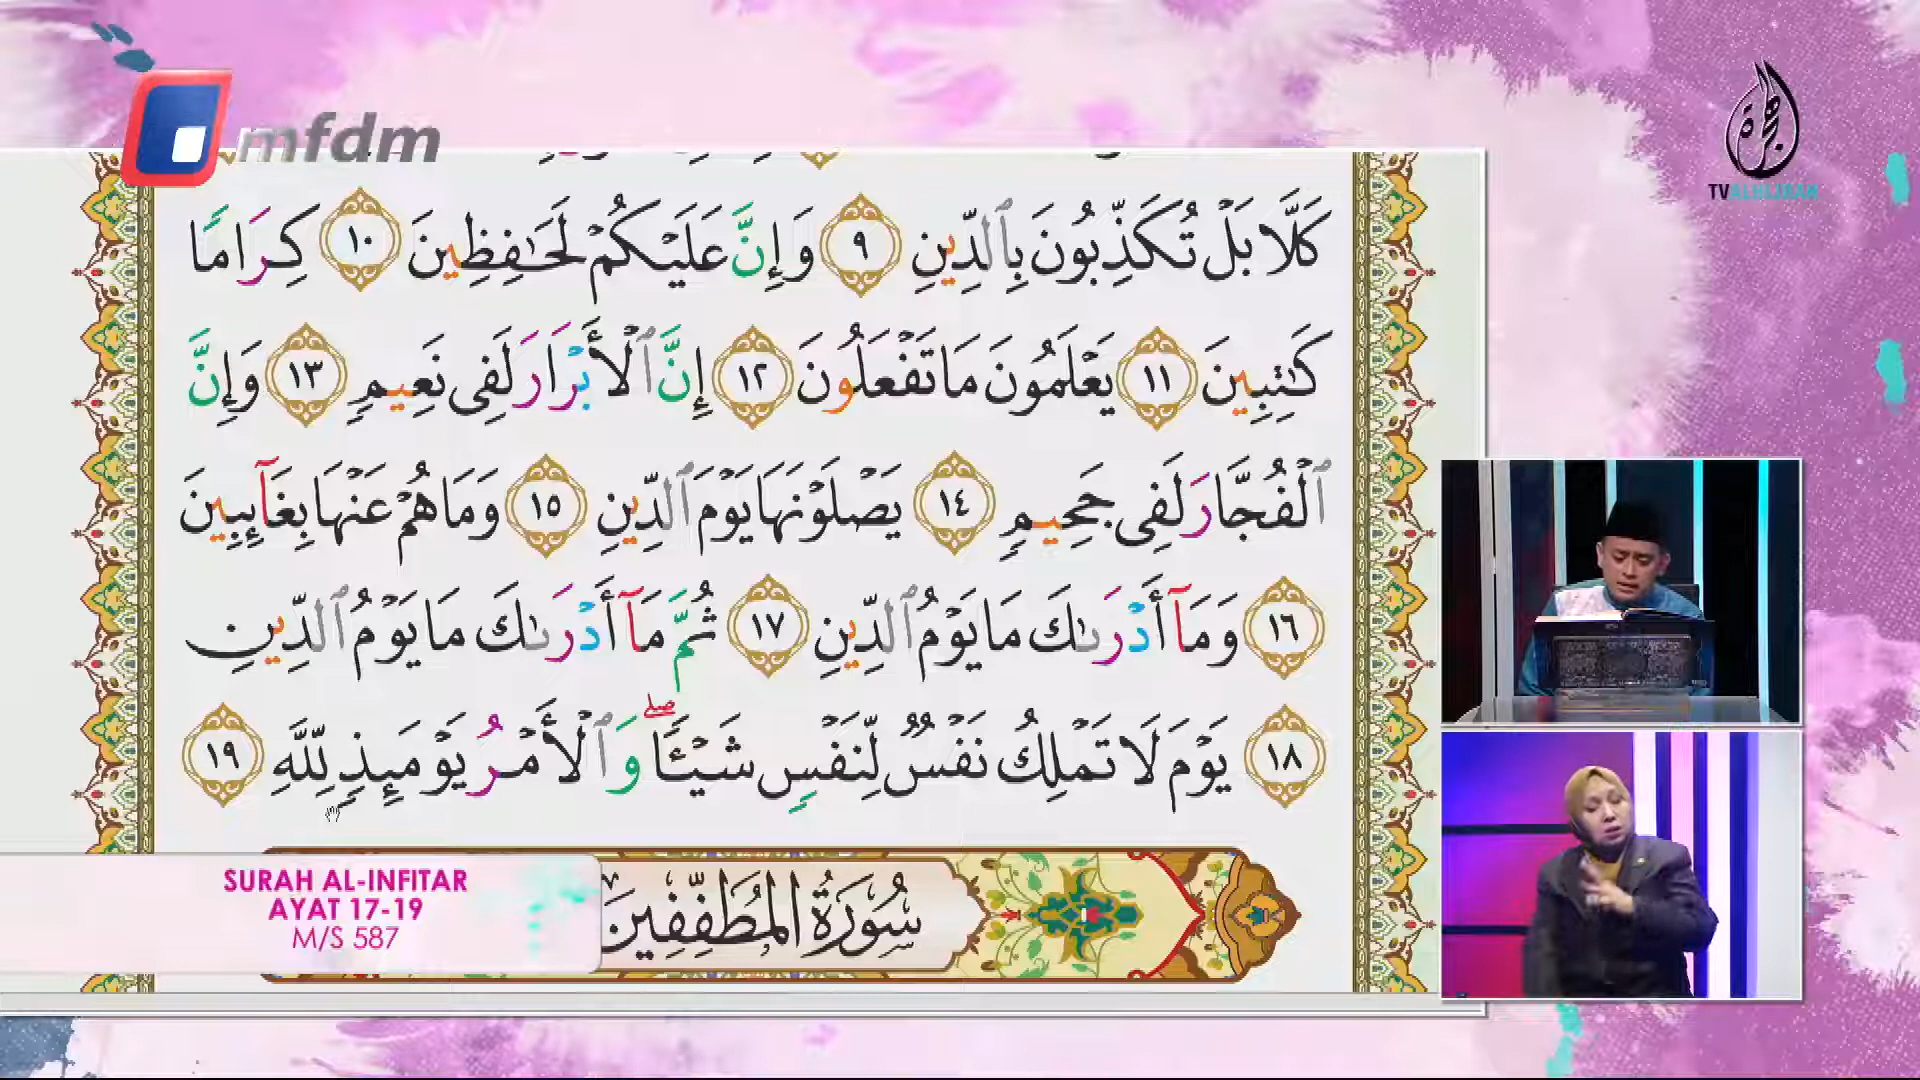 mfdm
TVALHIJRAH
كَلَّا بَلْ تُكَذِّبُونَ بِٱلدِّينِ ٩ وَإِنَّ عَلَيْكُمْ لَحَـٰفِظِينَ ١٠ كِرَامًا
كَـٰتِبِينَ ١١ يَعْلَمُونَ مَا تَفْعَلُونَ ١٢ إِنَّ ٱلْأَبْرَارَ لَفِى نَعِيمٍ ١٣ وَإِنَّ
ٱلْفُجَّارَ لَفِى جَحِيمٍ ١٤ يَصْلَوْنَهَا يَوْمَ ٱلدِّينِ ١٥ وَمَا هُمْ عَنْهَا بِغَآئِبِينَ
١٦ وَمَآ أَدْرَىٰكَ مَا يَوْمُ ٱلدِّينِ ١٧ ثُمَّ مَآ أَدْرَىٰكَ مَا يَوْمُ ٱلدِّينِ
١٨ يَوْمَ لَا تَمْلِكُ نَفْسٌ لِّنَفْسٍ شَيْـًٔا ۖ وَٱلْأَمْرُ يَوْمَئِذٍ لِّلَّهِ ١٩
سُورَةُ المُطَفِّفِينَ
SURAH AL-INFITAR
AYAT 17-19
M/S 587